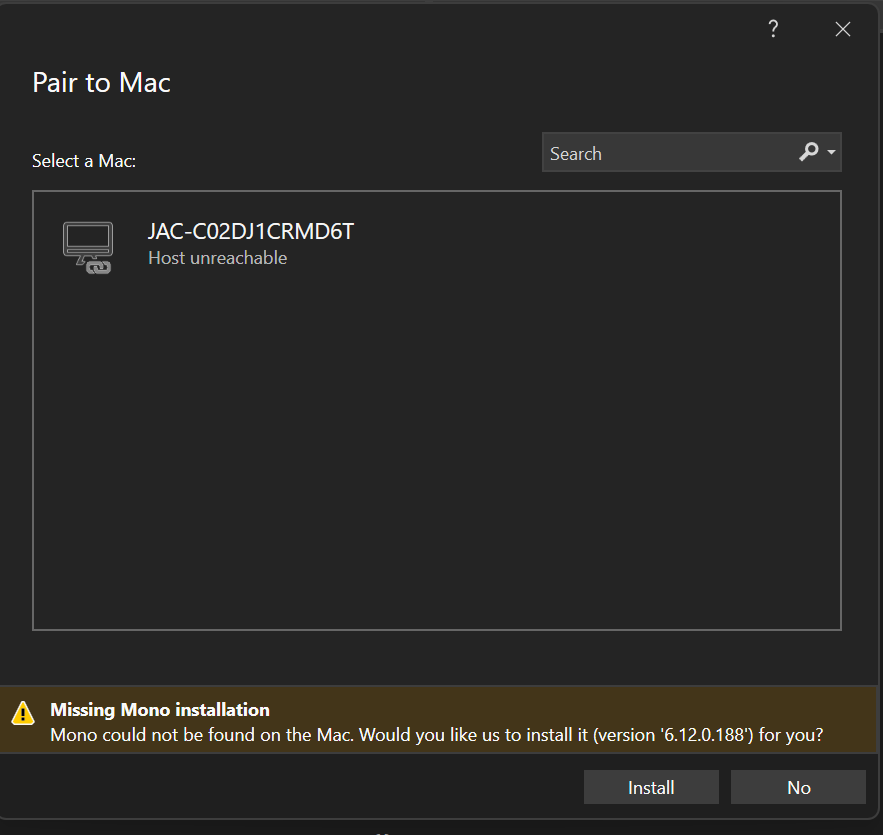 ?
Pair to Mac
Select a Mac:
Search
JAC-C02DJ1CRMD6T
Host unreachable
Missing Mono installation
Mono could not be found on the Mac. Would you like us to install it (version '6.12.0.188') for you?
Install
No